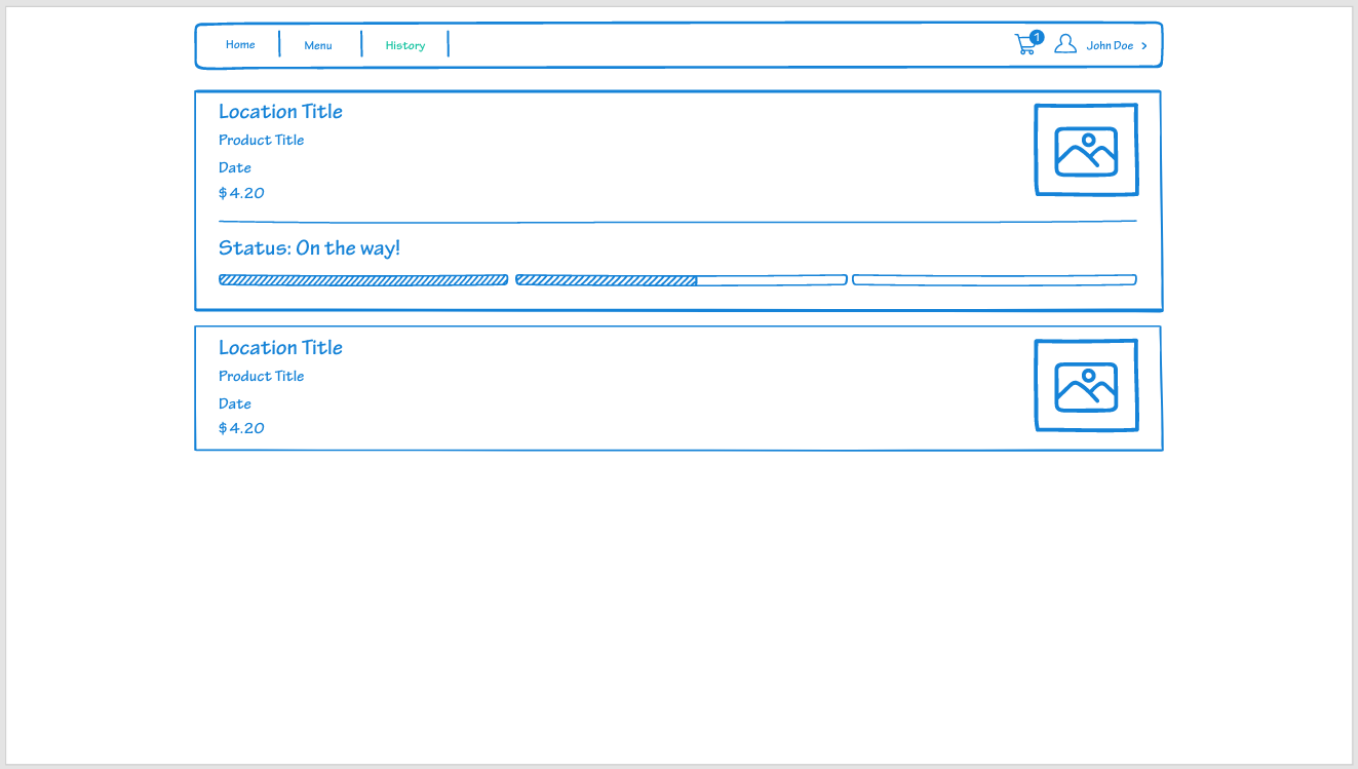 Home Menu History 1 John Doe >
Location Title
Product Title
Date
$4.20
Status: On the way!
Location Title
Product Title
Date
$4.20